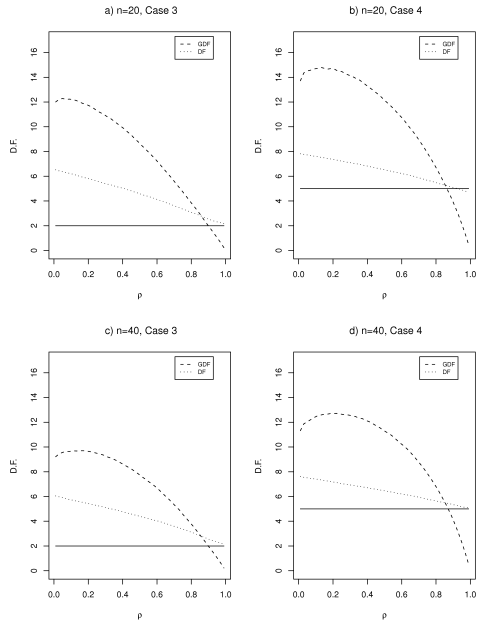 a) n=20, Case 3
GDF
DF
D.F.
0 2 4 6 8 10 12 14 16
0.0 0.2 0.4 0.6 0.8 1.0
ρ
b) n=20, Case 4
GDF
DF
D.F.
0 2 4 6 8 10 12 14 16
0.0 0.2 0.4 0.6 0.8 1.0
ρ
c) n=40, Case 3
GDF
DF
D.F.
0 2 4 6 8 10 12 14 16
0.0 0.2 0.4 0.6 0.8 1.0
ρ
d) n=40, Case 4
GDF
DF
D.F.
0 2 4 6 8 10 12 14 16
0.0 0.2 0.4 0.6 0.8 1.0
ρ